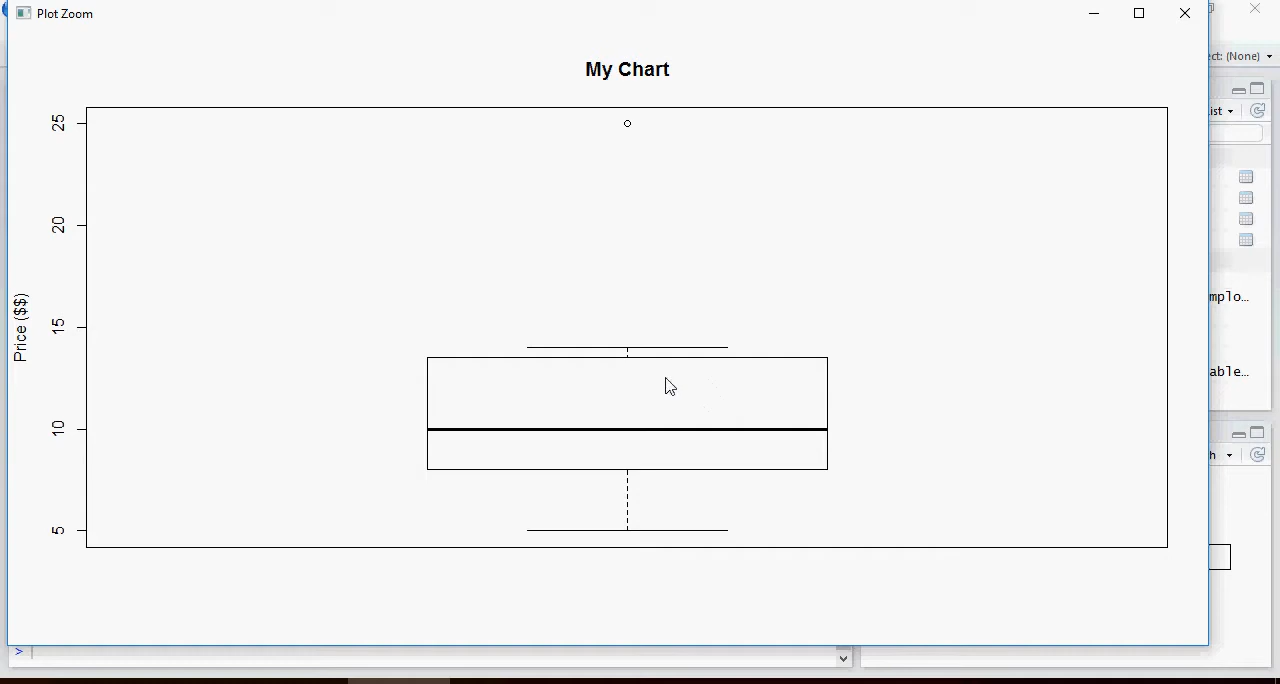 Plot Zoom
ect: (None)
My Chart
ist
25
20
15
10
5
Price ($$)
mplo...
able...
h
>